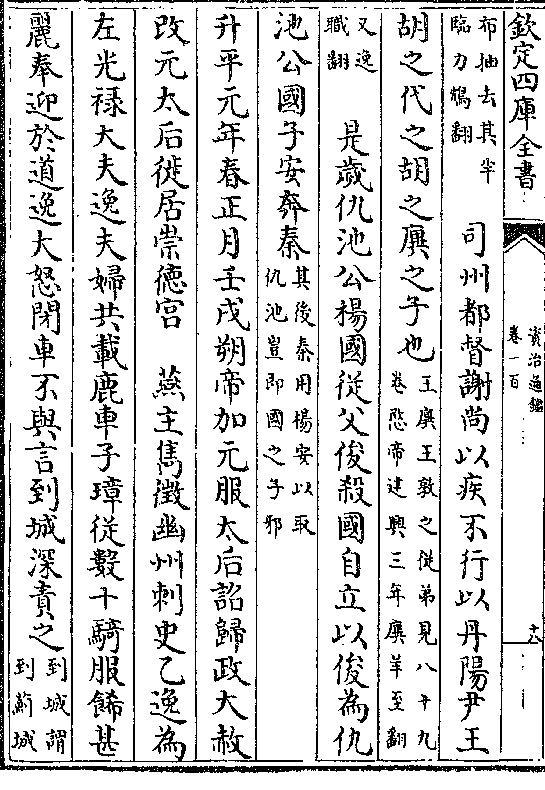 欽定四庫全書
資治通鑑
卷一百
十八
布抽去其半
臨力鴆翻
司州都督謝尚以疾不行以丹陽尹王
胡之代之胡之廙之子也
王廙王敦之從弟見八十九
卷愍帝建興三年廙羊至翻
又逸
職翻
是歲仇池公楊國從父俊殺國自立以俊為仇
池公國子安奔秦
其後秦用楊安以取
仇池豈即國之子邪
升平元年春正月壬戌朔帝加元服太后詔歸政大赦
改元太后徙居崇德宮 燕主雋徵幽州刺史乙逸為
左光禄大夫逸夫婦共載鹿車子璋從數十騎服飾甚
麗奉迎於道逸大怒閉車不與言到城深責之
到城謂
到薊城